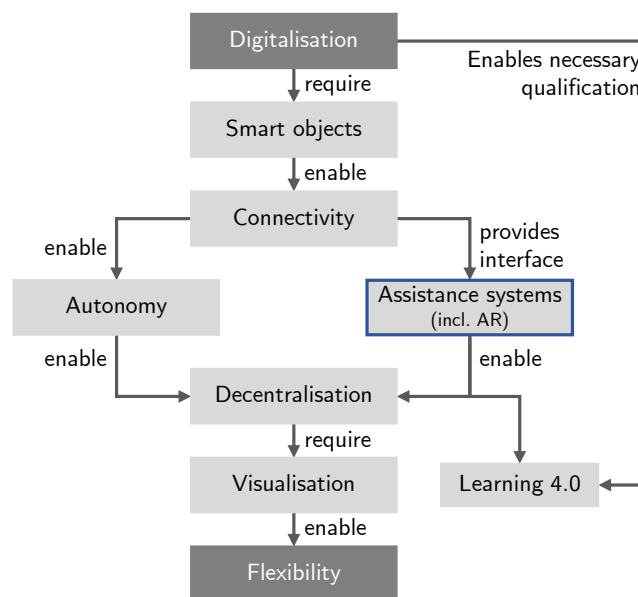 Digitalisation
Enables necessary
qualification
require
Smart objects
enable
Connectivity
enable
provides
interface
Autonomy
Assistance systems
(incl. AR)
enable
enable
Decentralisation
require
Visualisation
Learning 4.0
enable
Flexibility